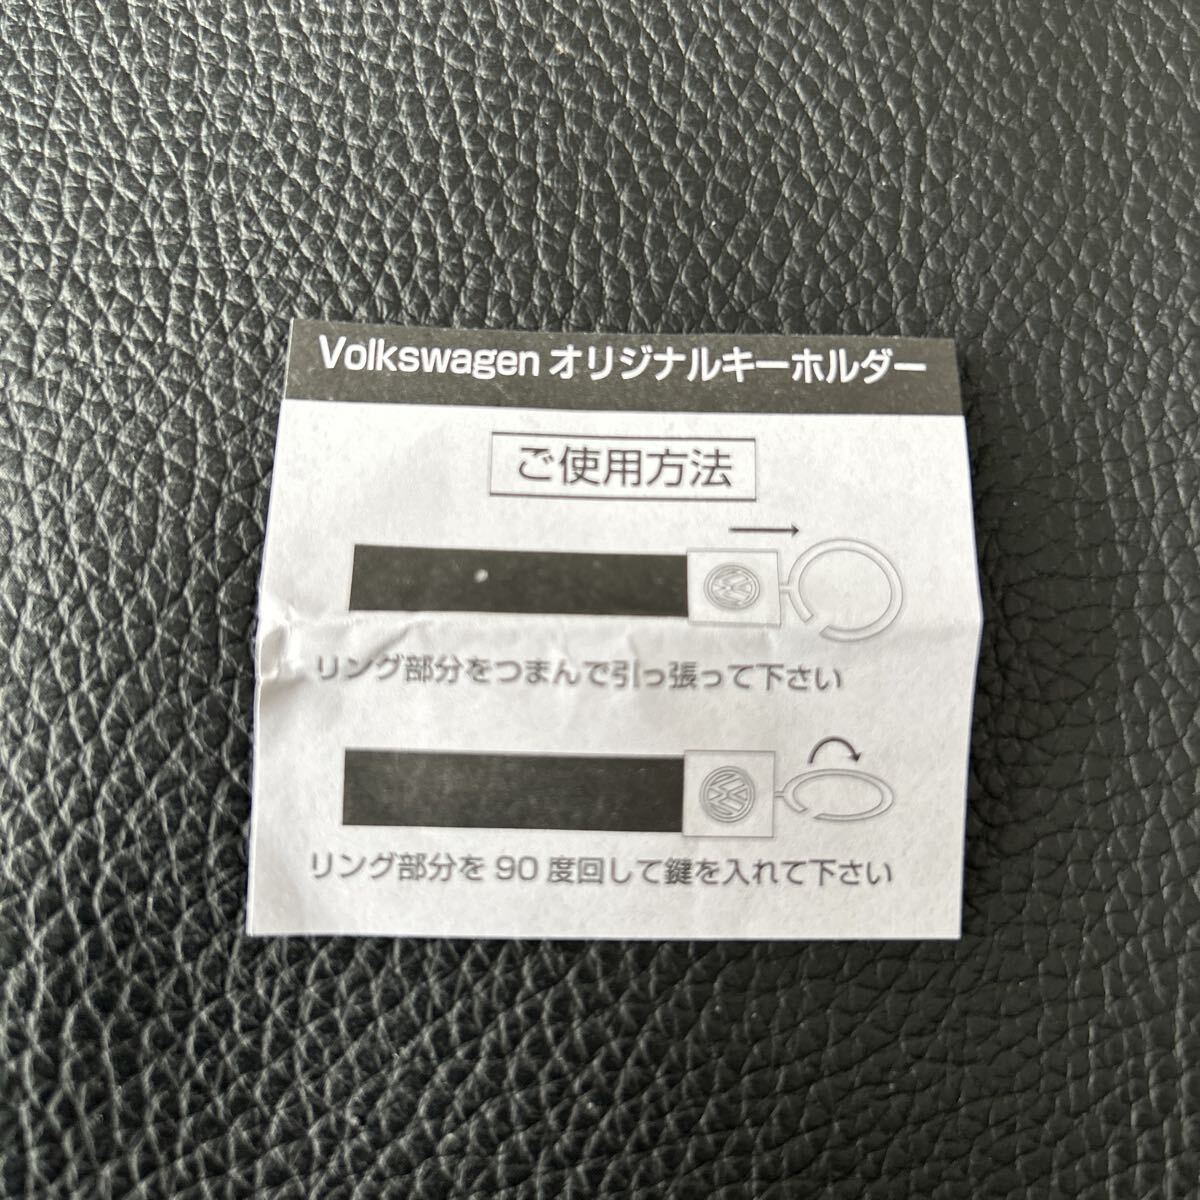 Volkswagen オリジナルキーホルダー
ご使用方法
リング部分をつまんで引っ張って下さい
リング部分を 90 度回して鍵を入れて下さい